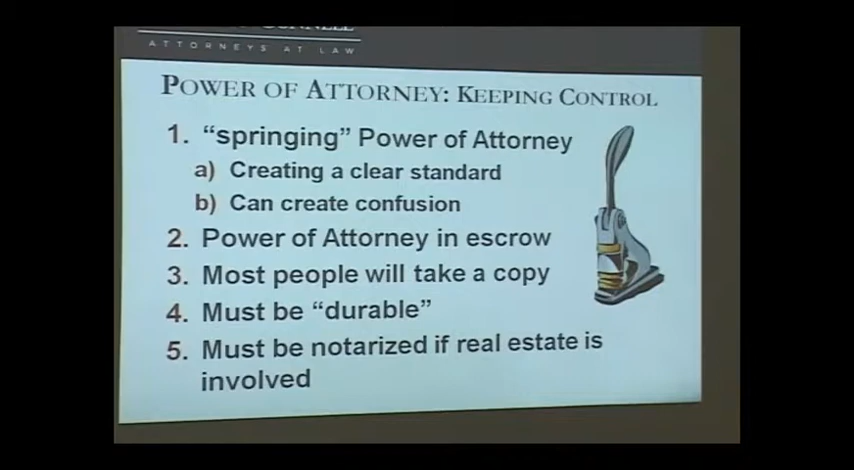 ATTORNEYS AT LAW
POWER OF ATTORNEY: KEEPING CONTROL
1. “springing” Power of Attorney
a) Creating a clear standard
b) Can create confusion
2. Power of Attorney in escrow
3. Most people will take a copy
4. Must be “durable”
5. Must be notarized if real estate is
involved